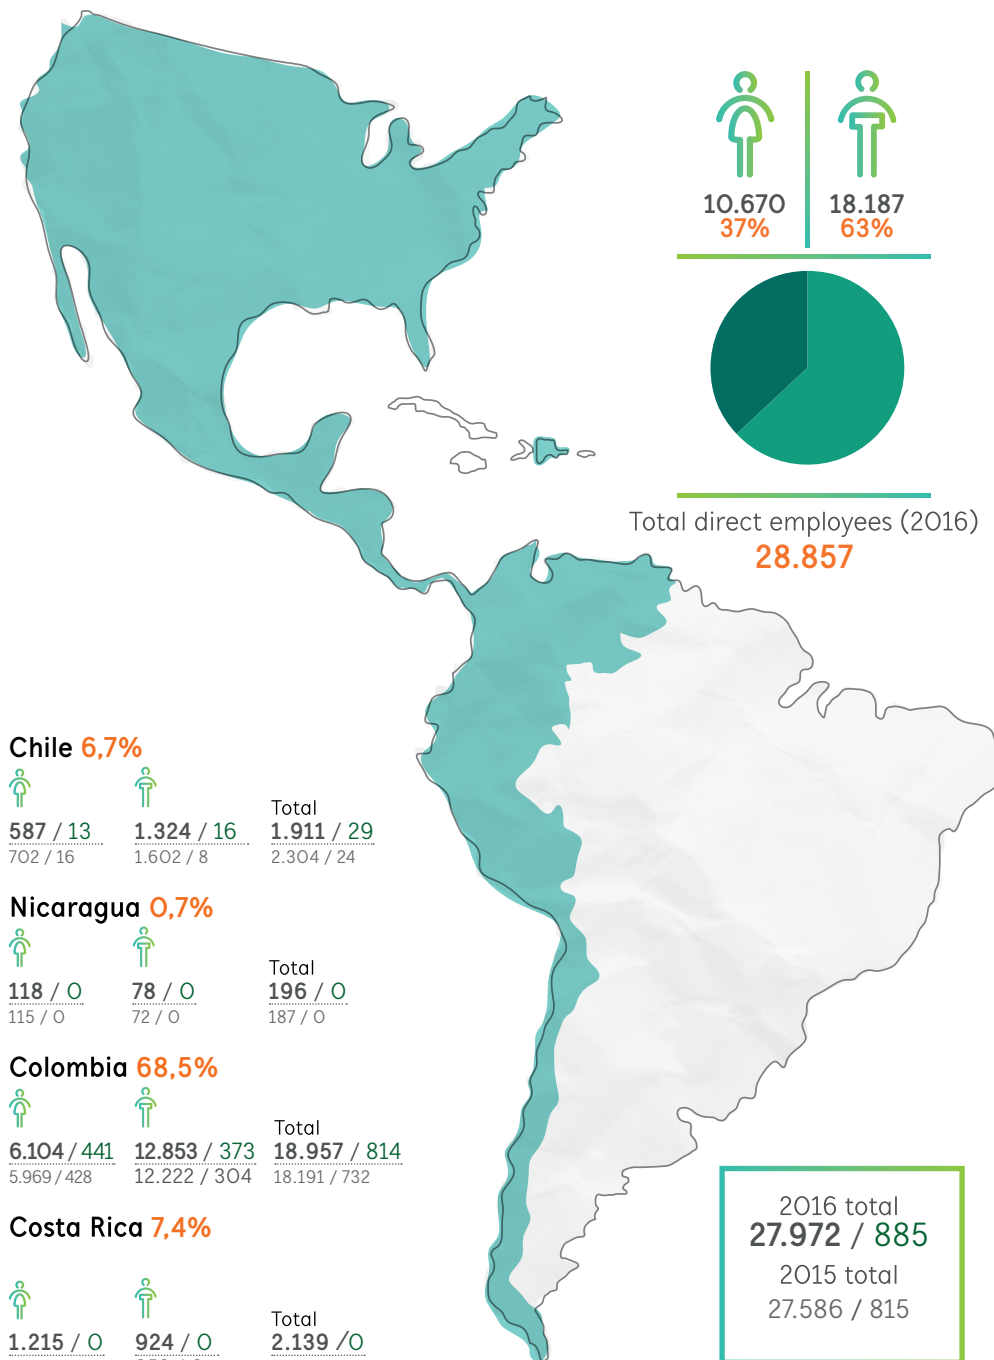 10.670 18.187
37% 63%
Total direct employees (2016)
28.857
Chile 6,7%
Total
587 / 13 1.324 / 16 1.911 / 29
702 / 16 1.602 / 8 2.304 / 24
Nicaragua 0,7%
Total
118 / 0 78 / 0 196 / 0
115 / 0 72 / 0 187 / 0
Colombia 68,5%
Total
6.104 / 441 12.853 / 373 18.957 / 814
5.969 / 428 12.222 / 304 18.191 / 732
Costa Rica 7,4%
Total
1.215 / 0 924 / 0 2.139 /0
2016 total
27.972 / 885
2015 total
27.586 / 815